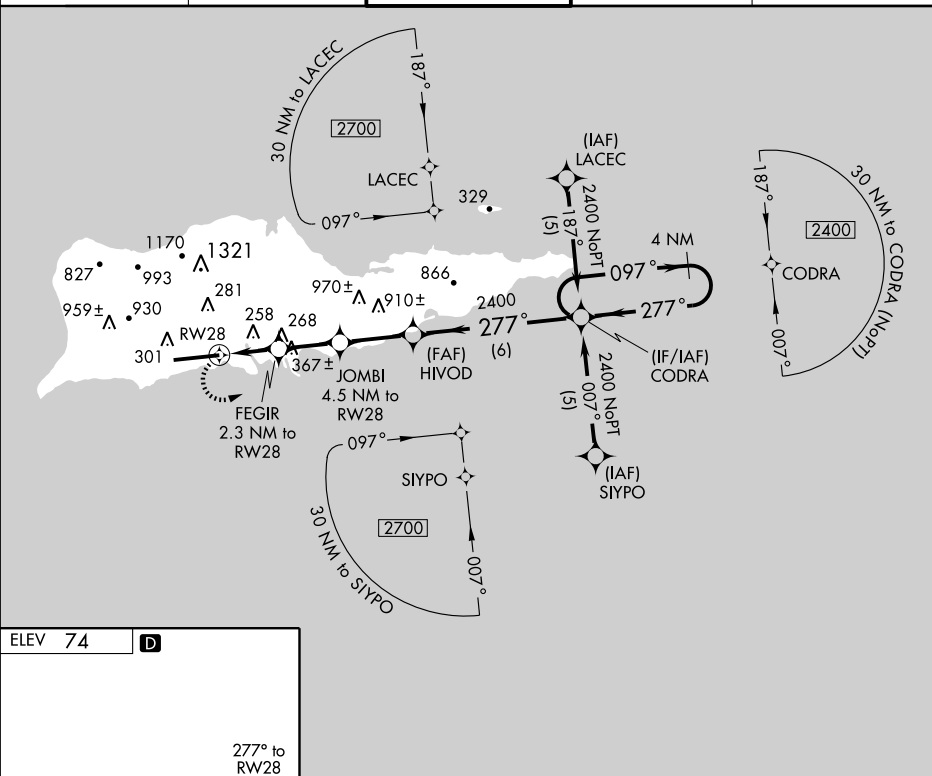 30 NM to LACEC
187°
2700
LACEC
097°
329
(IAF)
LACEC
2400 NoPT
187°
(5)
4 NM
097°
277°
187°
30 NM to CODRA (NoPT)
2400
CODRA
007°
1170
1321
827
993
959±
930
281
258
268
970±
910±
866
2400
277°
(6)
RW28
301
367±
(FAF)
HIVOD
(IF/IAF)
CODRA
JOMBI
4.5 NM to
RW28
FEGIR
2.3 NM to
RW28
2400 NoPT
007°
(5)
(IAF)
SIYPO
097°
SIYPO
2700
30 NM to SIYPO
007°
ELEV 74
D
277° to
RW28